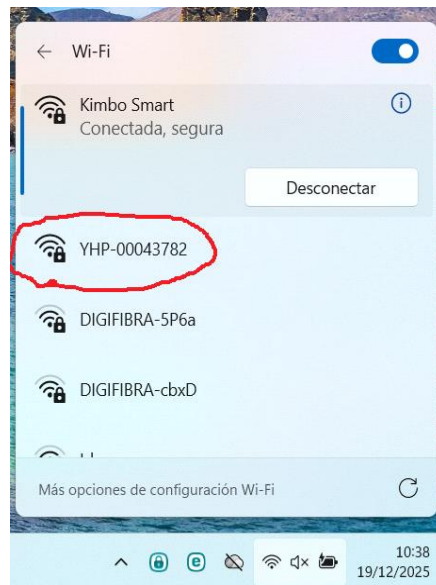 Wi-Fi
Kimbo Smart
Conectada, segura
Desconectar
YHP-00043782
DIGIFIBRA-5P6a
DIGIFIBRA-cbxD
Más opciones de configuración Wi-Fi
10:38
19/12/2025